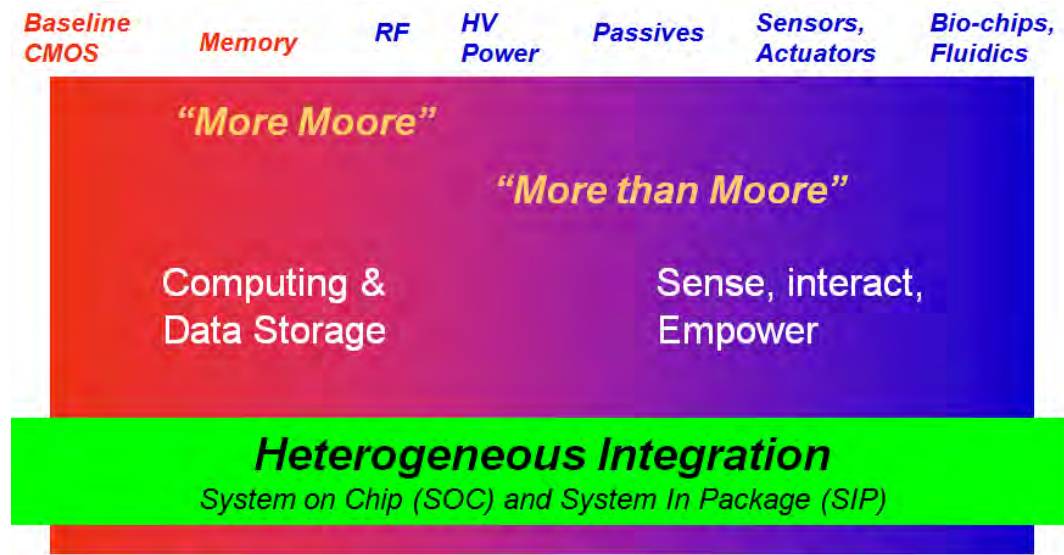 Baseline
CMOS
Memory
RF
HV
Power
Passives
Sensors,
Actuators
Bio-chips,
Fluidics
“More Moore”
“More than Moore”
Computing &
Data Storage
Sense, interact,
Empower
Heterogeneous Integration
System on Chip (SOC) and System In Package (SIP)